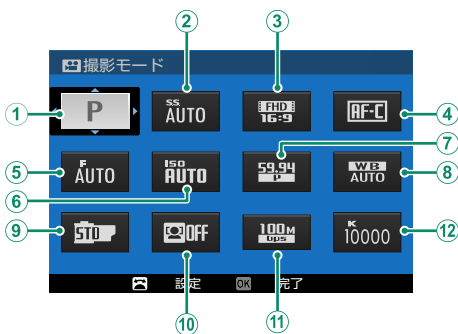 ② ③
撮影モード
① P S.S. AUTO FHD 16:9 AF-C ④
⑦
⑤ F AUTO ISO AUTO 59.94 P WB AUTO ⑧
⑥
⑨ STD OFF 100M bps K 10000 ⑫
設定 OK 完了
⑩ ⑪